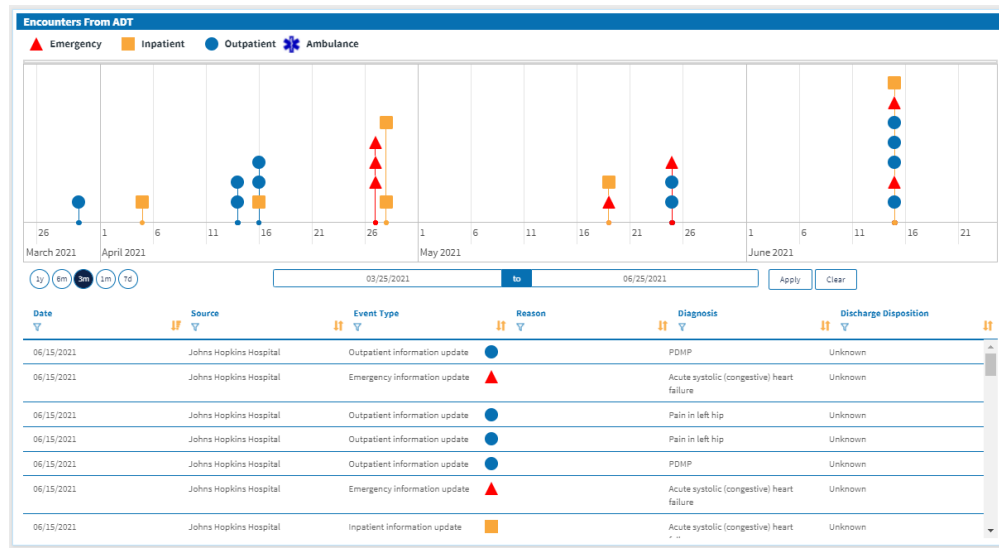 Encounters From ADT
Emergency Inpatient Outpatient Ambulance
26 1 6 11 16 21 26 1 6 11 16 21 26 1 6 11 16 21
March 2021 April 2021 May 2021 June 2021
1y 6m 3m 1m 7d 03/25/2021 to 06/25/2021 Apply Clear
Date Source Event Type Reason Diagnosis Discharge Disposition
06/15/2021 Johns Hopkins Hospital Outpatient information update PDMP Unknown
06/15/2021 Johns Hopkins Hospital Emergency information update Acute systolic (congestive) heart Unknown
failure
06/15/2021 Johns Hopkins Hospital Outpatient information update Pain in left hip Unknown
06/15/2021 Johns Hopkins Hospital Outpatient information update Pain in left hip Unknown
06/15/2021 Johns Hopkins Hospital Outpatient information update PDMP Unknown
06/15/2021 Johns Hopkins Hospital Emergency information update Acute systolic (congestive) heart Unknown
failure
06/15/2021 Johns Hopkins Hospital Inpatient information update Acute systolic (congestive) heart Unknown